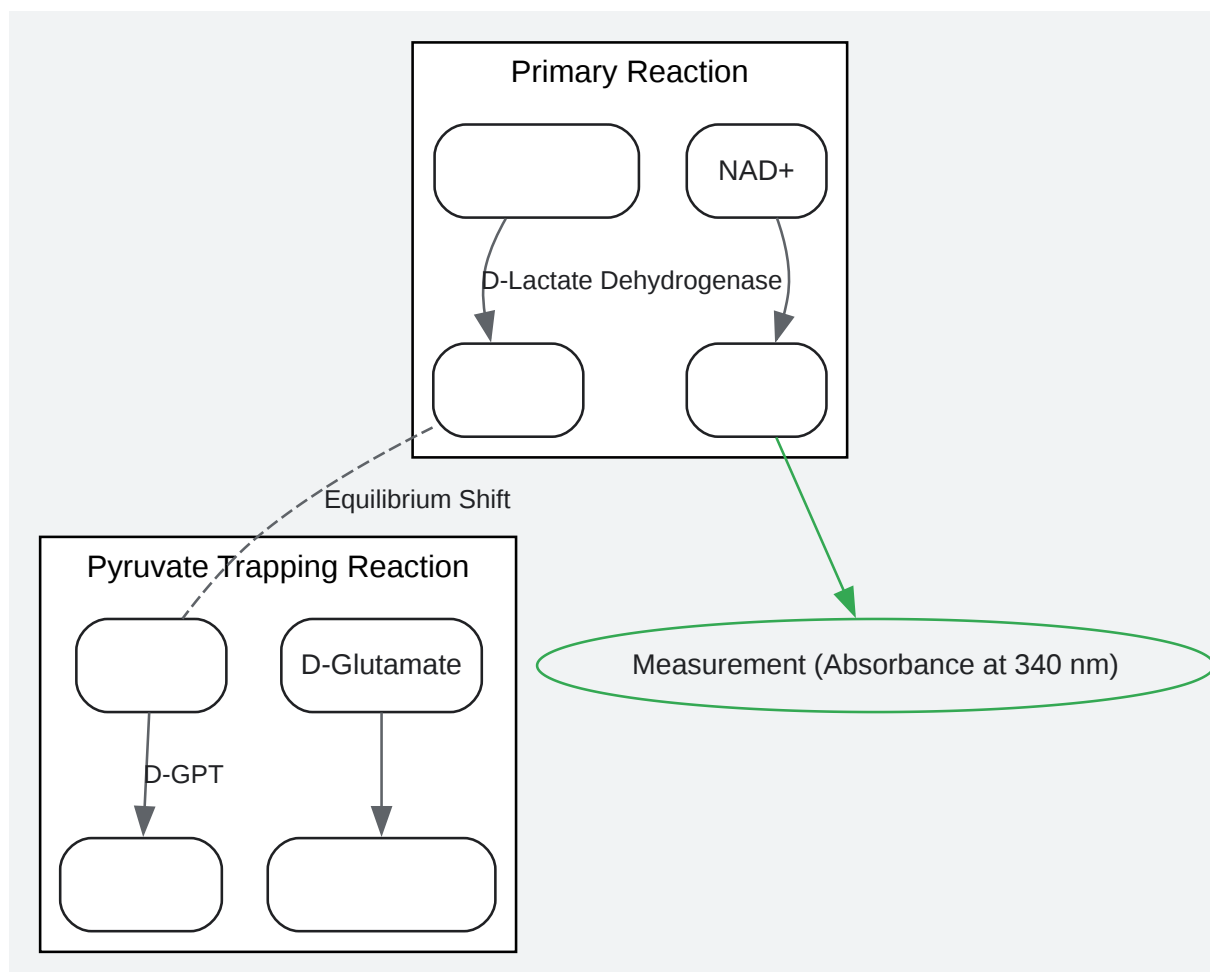 Primary Reaction
NAD+
D-Lactate Dehydrogenase
Equilibrium Shift
Pyruvate Trapping Reaction
D-Glutamate
Measurement (Absorbance at 340 nm)
D-GPT